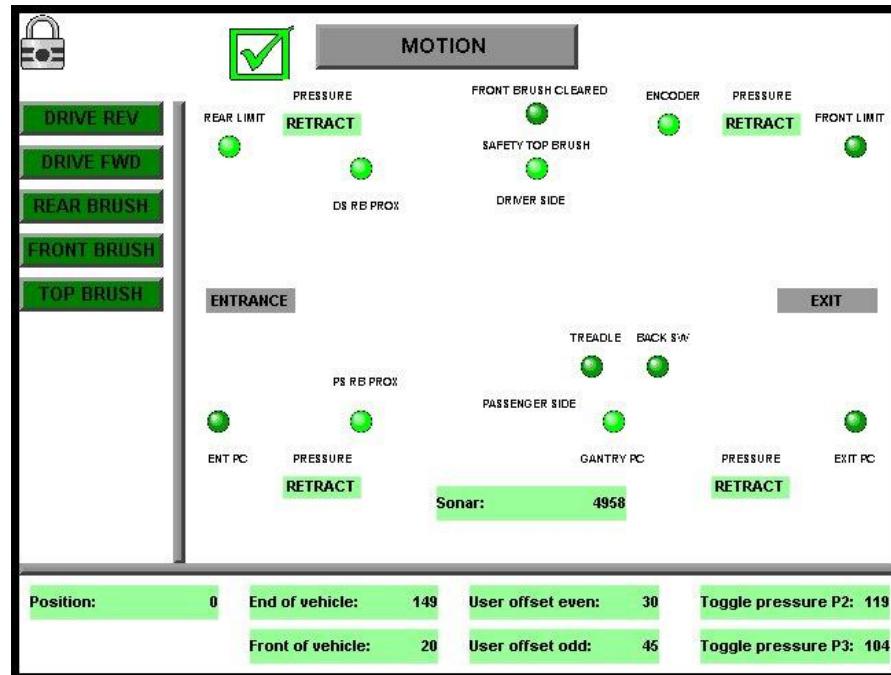 MOTION
PRESSURE
FRONT BRUSH CLEARED
ENCODER
PRESSURE
DRIVE REV
REAR LIMIT
RETRACT
RETRACT
FRONT LIMIT
SAFETY TOP BRUSH
DRIVE FWD
REAR BRUSH
DS RB PROX
DRIVER SIDE
FRONT BRUSH
TOP BRUSH
ENTRANCE
EXIT
TREADLE
BACK SW
PS RB PROX
PASSENGER SIDE
ENT PC
PRESSURE
GANTRY PC
PRESSURE
EXIT PC
RETRACT
RETRACT
Sonar: 4958
Position: 0
End of vehicle: 149
User offset even: 30
Toggle pressure P2: 119
Front of vehicle: 20
User offset odd: 45
Toggle pressure P3: 104